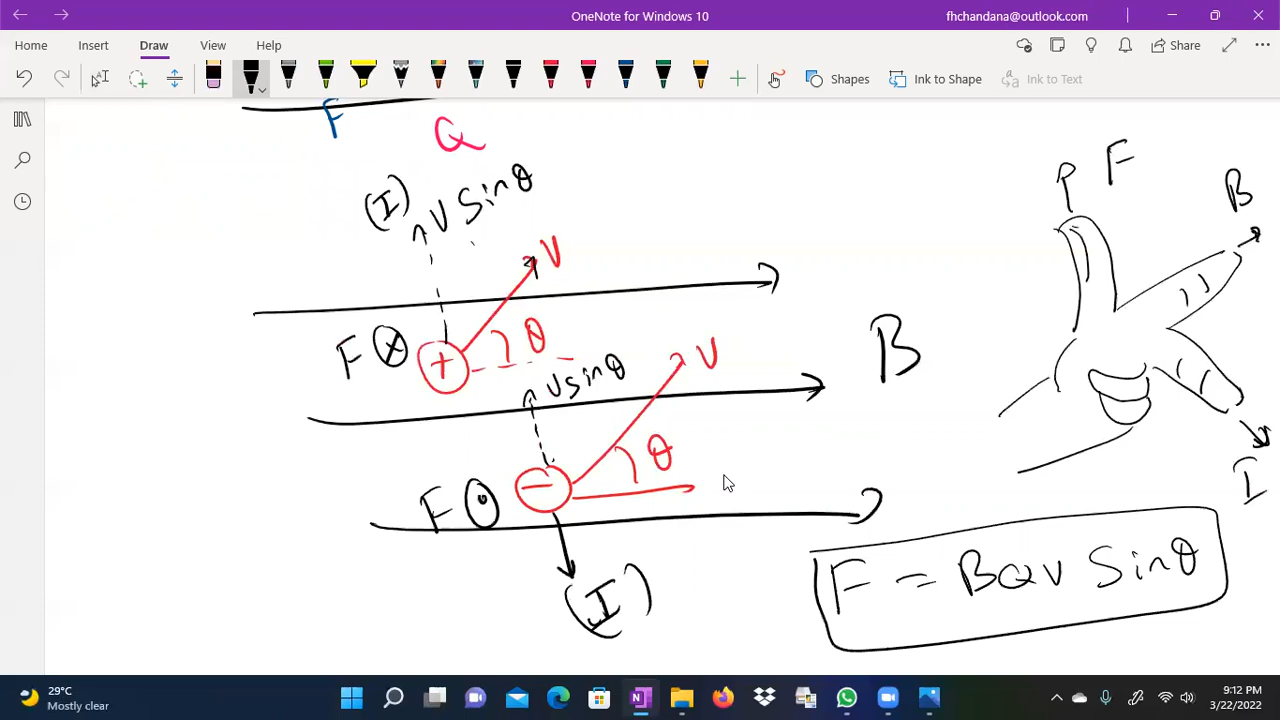 OneNote for Windows 10
fhchandana@outlook.com
Home Insert Draw View Help
Share
Shapes
Ink to Shape
Ink to Text
F
Q
(I)
V Sinθ
V
F
+
θ
Vsinθ
V
B
θ
F
−
(I)
F
B
I
F = BQV Sinθ
29°C
Mostly clear
9:12 PM
3/22/2022